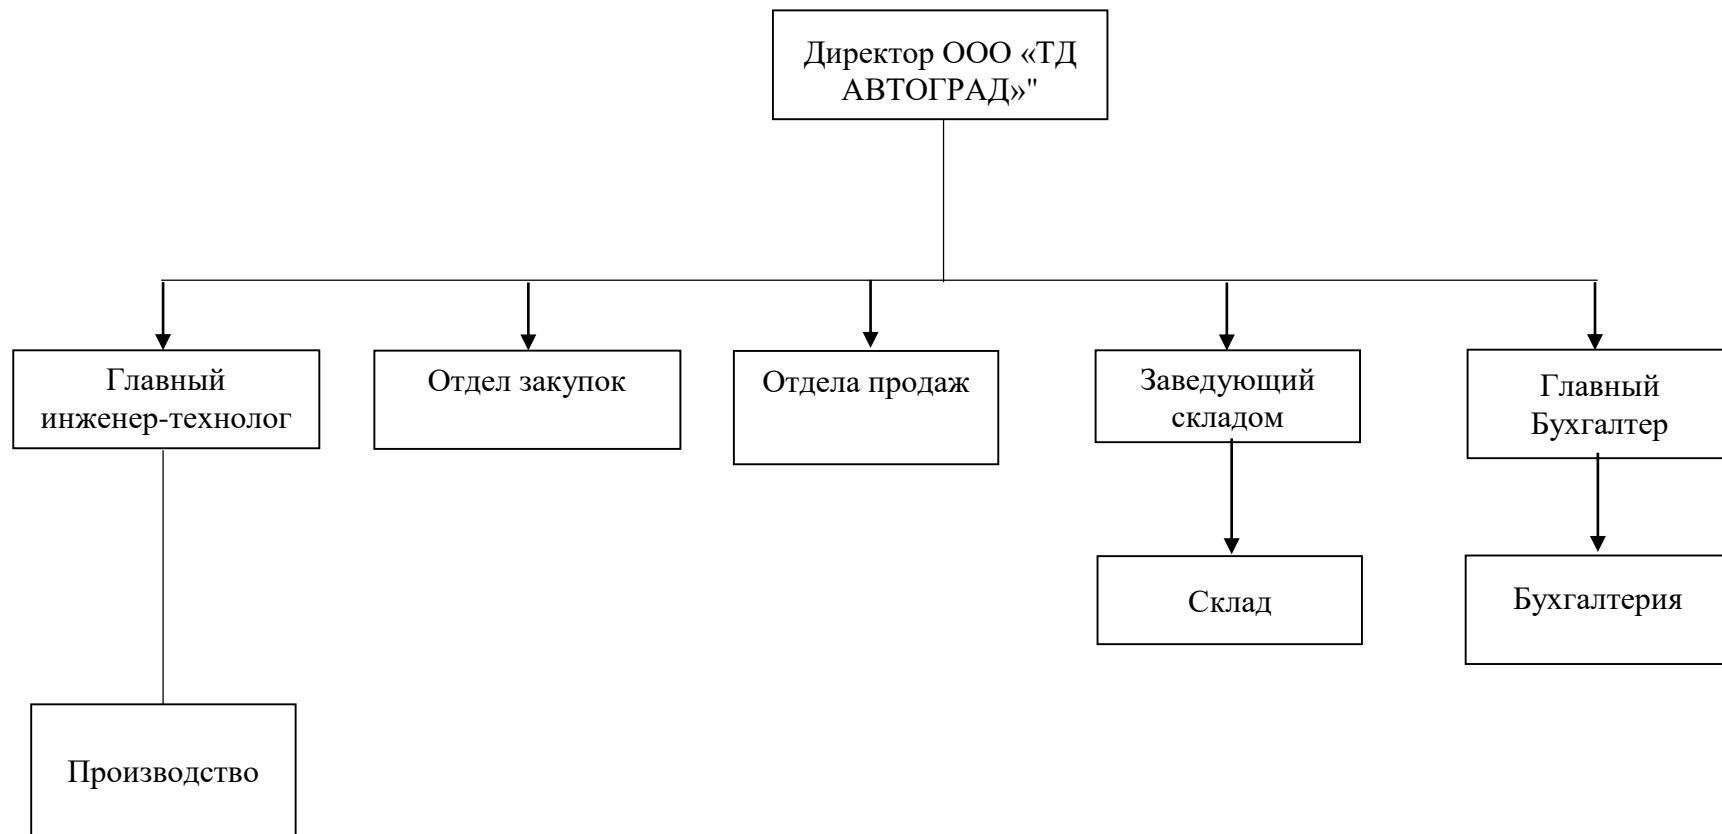 Директор ООО «ТД
АВТОГРАД»"
Главный
инженер-технолог
Отдел закупок
Отдела продаж
Заведующий
складом
Главный
Бухгалтер
Склад
Бухгалтерия
Производство